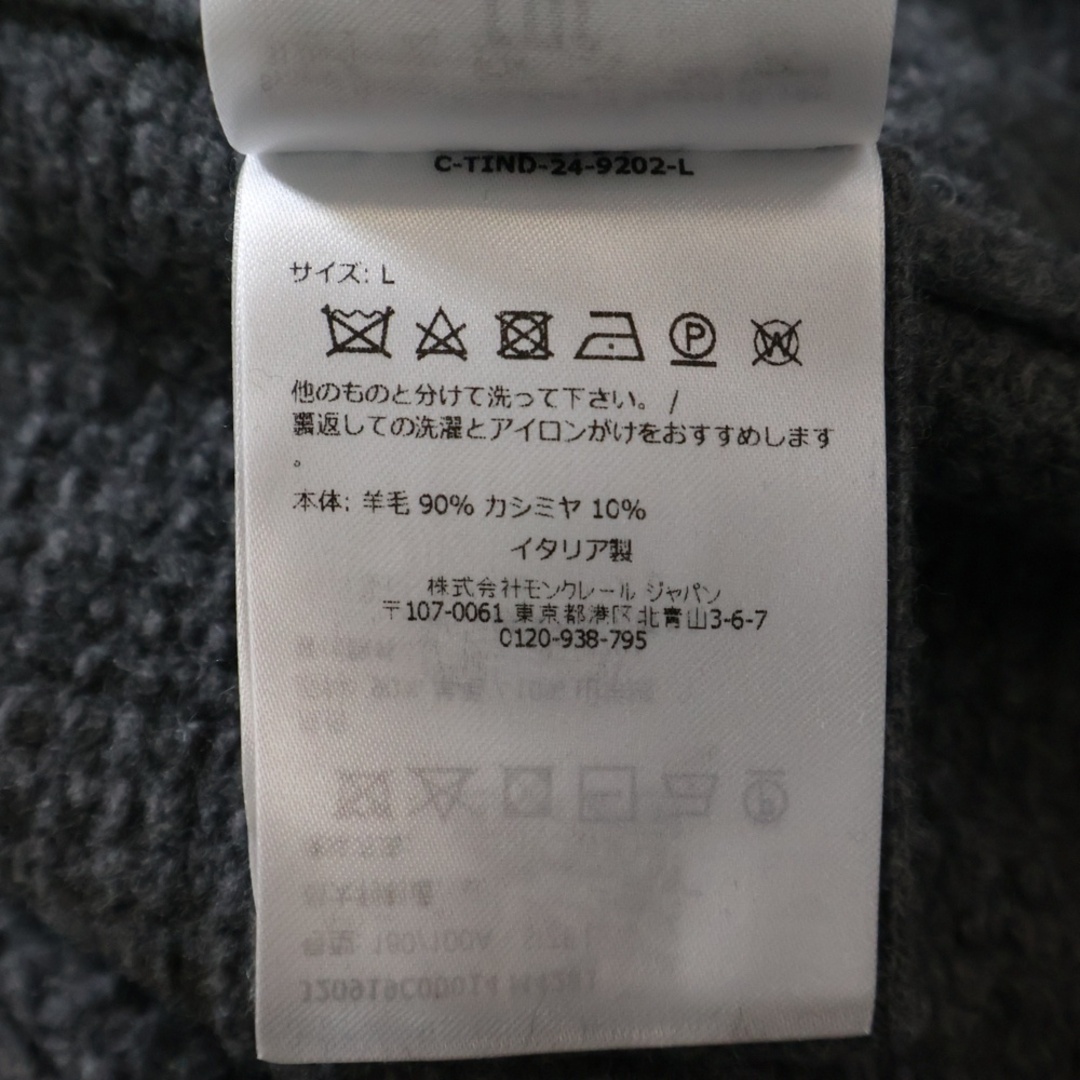 C-TIND-24-9202-L
サイズ: L
P W
他のものと分けて洗って下さい。 /
裏返しての洗濯とアイロンがけをおすすめします
。
本体: 羊毛 90% カシミヤ 10%
イタリア製
株式会社モンクレール ジャパン
〒107-0061 東京都港区北青山3-6-7
0120-938-795